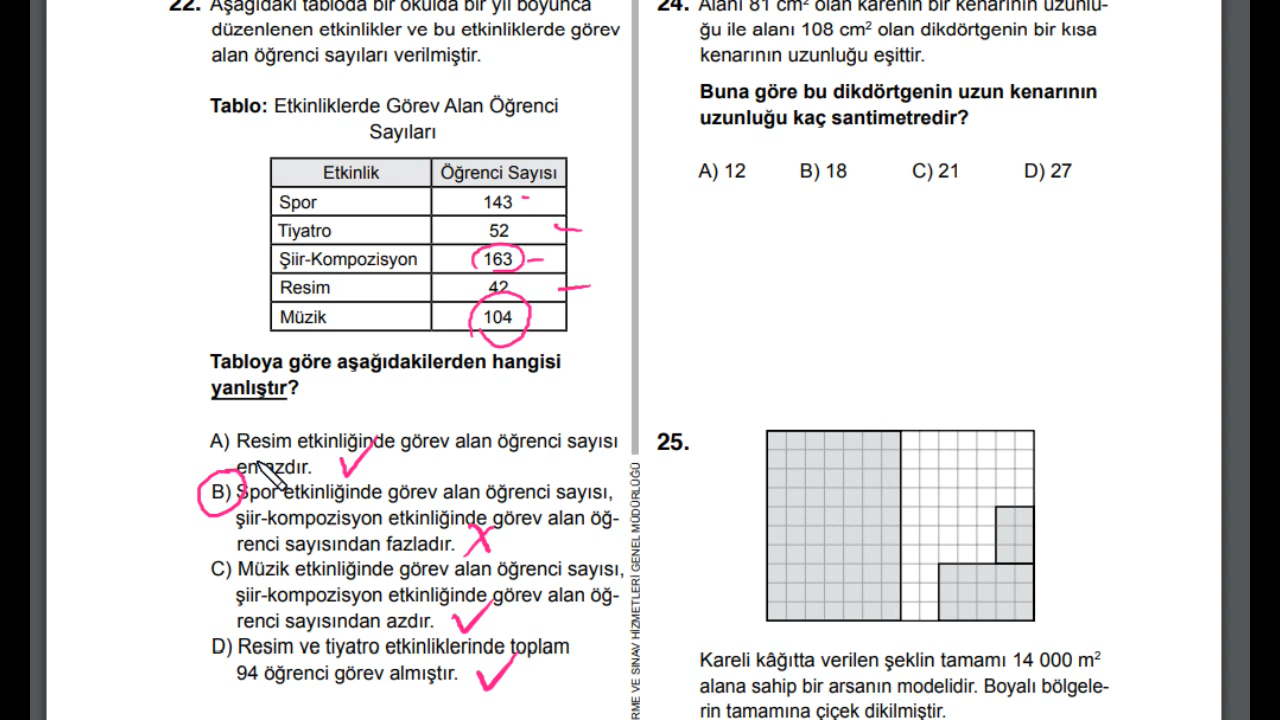 22. Aşağıdaki tabloda bir okulda bir yıl boyunca
düzenlenen etkinlikler ve bu etkinliklerde görev
alan öğrenci sayıları verilmiştir.
Tablo: Etkinliklerde Görev Alan Öğrenci
Sayıları
Etkinlik Öğrenci Sayısı
Spor 143
Tiyatro 52
Şiir-Kompozisyon 163
Resim 42
Müzik 104
Tabloya göre aşağıdakilerden hangisi
yanlıştır?
A) Resim etkinliğinde görev alan öğrenci sayısı
en azdır.
B) Spor etkinliğinde görev alan öğrenci sayısı,
şiir-kompozisyon etkinliğinde görev alan öğ-
renci sayısından fazladır.
C) Müzik etkinliğinde görev alan öğrenci sayısı,
şiir-kompozisyon etkinliğinde görev alan öğ-
renci sayısından azdır.
D) Resim ve tiyatro etkinliklerinde toplam
94 öğrenci görev almıştır.
RME VE SINAV HİZMETLERİ GENEL MÜDÜRLÜĞÜ
24. Alanı 81 cm² olan karenin bir kenarının uzunlu-
ğu ile alanı 108 cm² olan dikdörtgenin bir kısa
kenarının uzunluğu eşittir.
Buna göre bu dikdörtgenin uzun kenarının
uzunluğu kaç santimetredir?
A) 12 B) 18 C) 21 D) 27
25.
Kareli kâğıtta verilen şeklin tamamı 14 000 m²
alana sahip bir arsanın modelidir. Boyalı bölgele-
rin tamamına çiçek dikilmiştir.